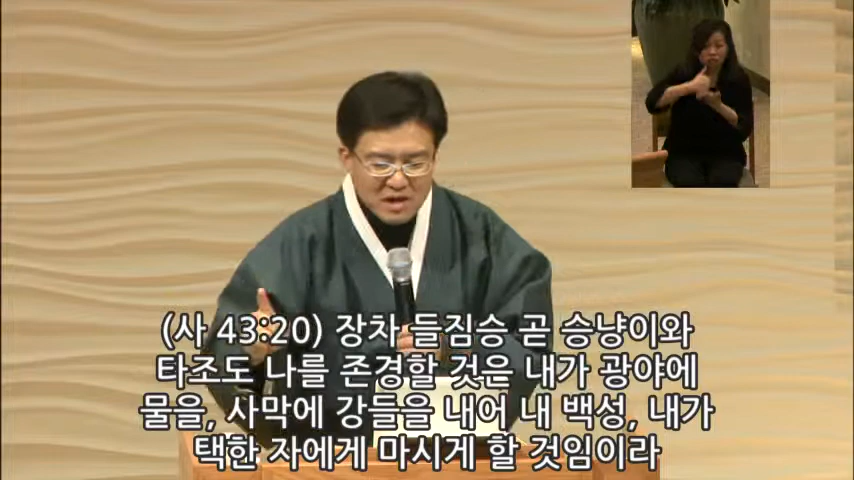 (사 43:20) 장차 들짐승 곧 승냥이와
타조도 나를 존경할 것은 내가 광야에
물을, 사막에 강들을 내어 내 백성, 내가
택한 자에게 마시게 할 것임이라